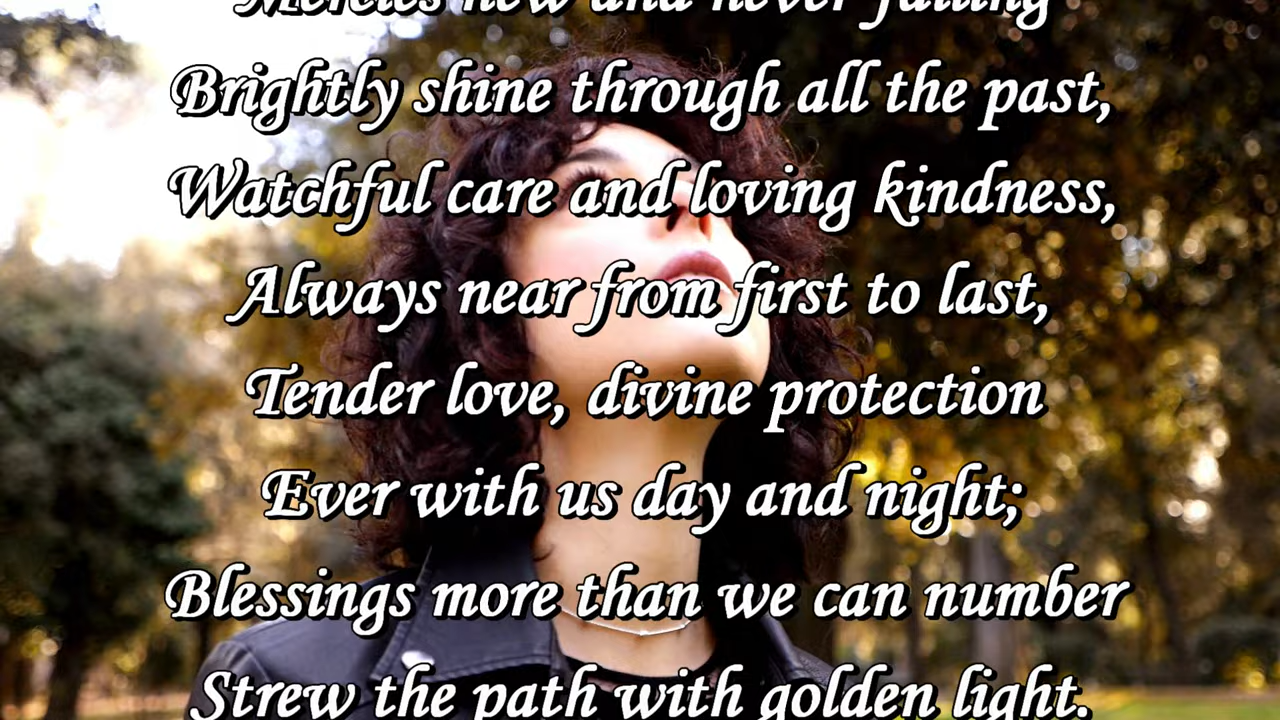 Mercies new and never failing
Brightly shine through all the past,
Watchful care and loving kindness,
Always near from first to last,
Tender love, divine protection
Ever with us day and night;
Blessings more than we can number
Strew the path with golden light.